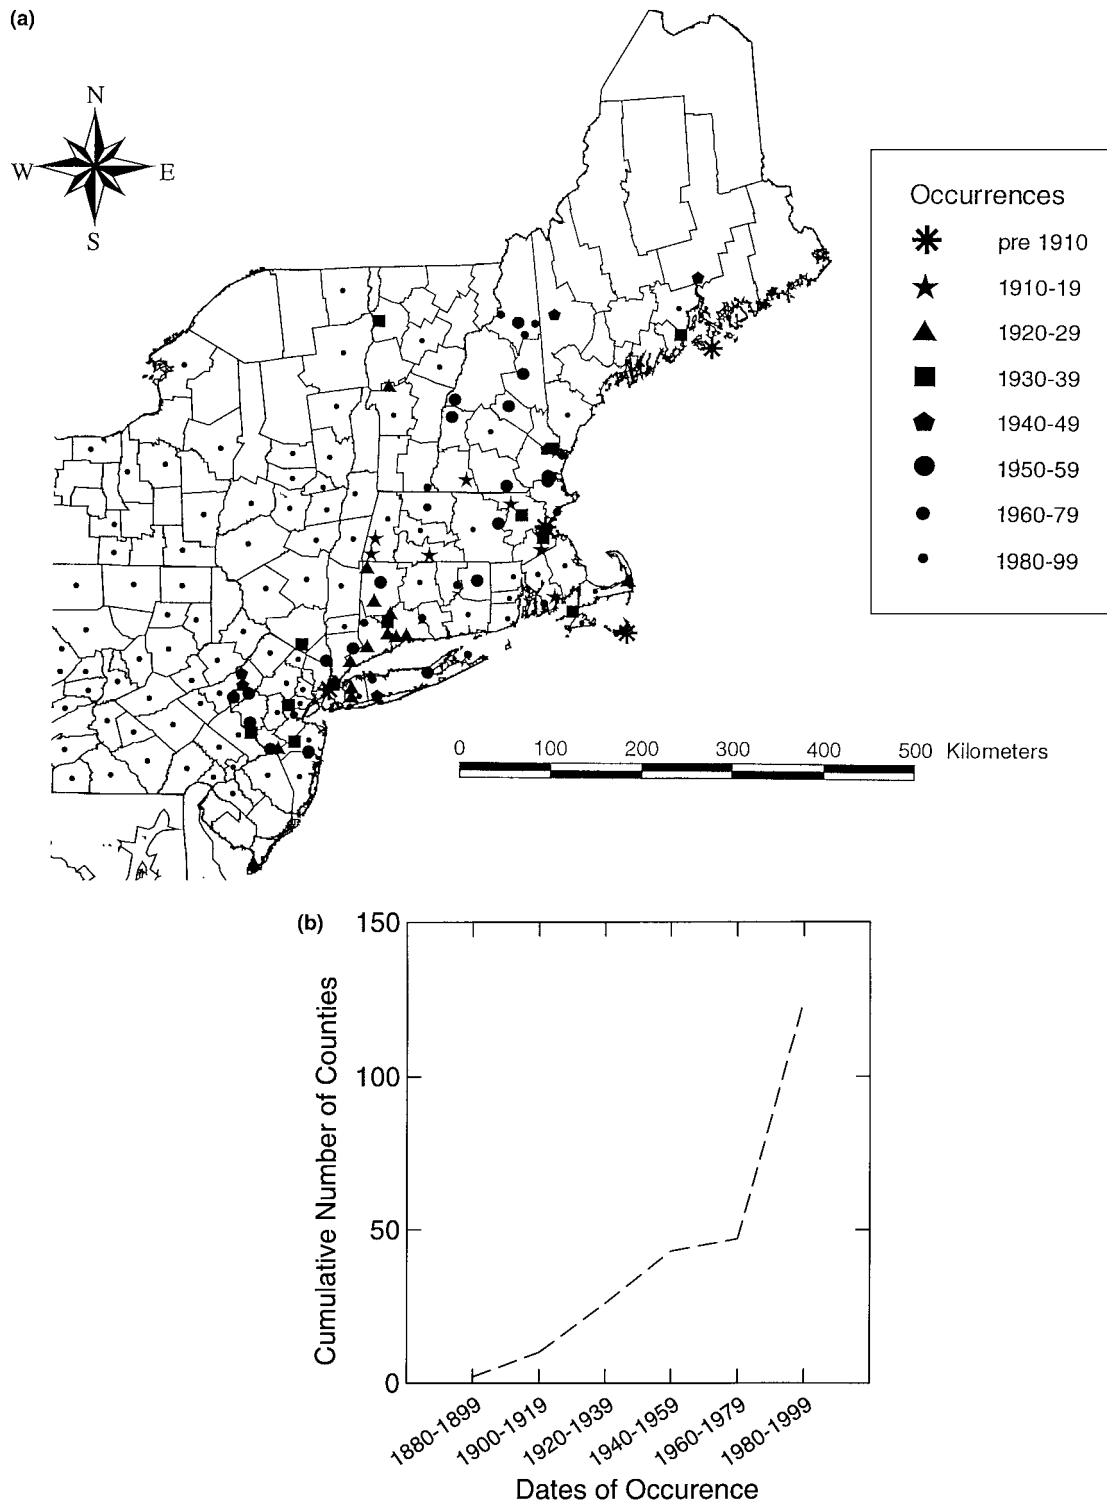 (a)
N
W E
S
Occurrences
pre 1910
1910-19
1920-29
1930-39
1940-49
1950-59
1960-79
1980-99
0 100 200 300 400 500 Kilometers
(b)
150
100
50
0
Cumulative Number of Counties
1880-1899
1900-1919
1920-1939
1940-1959
1960-1979
1980-1999
Dates of Occurence